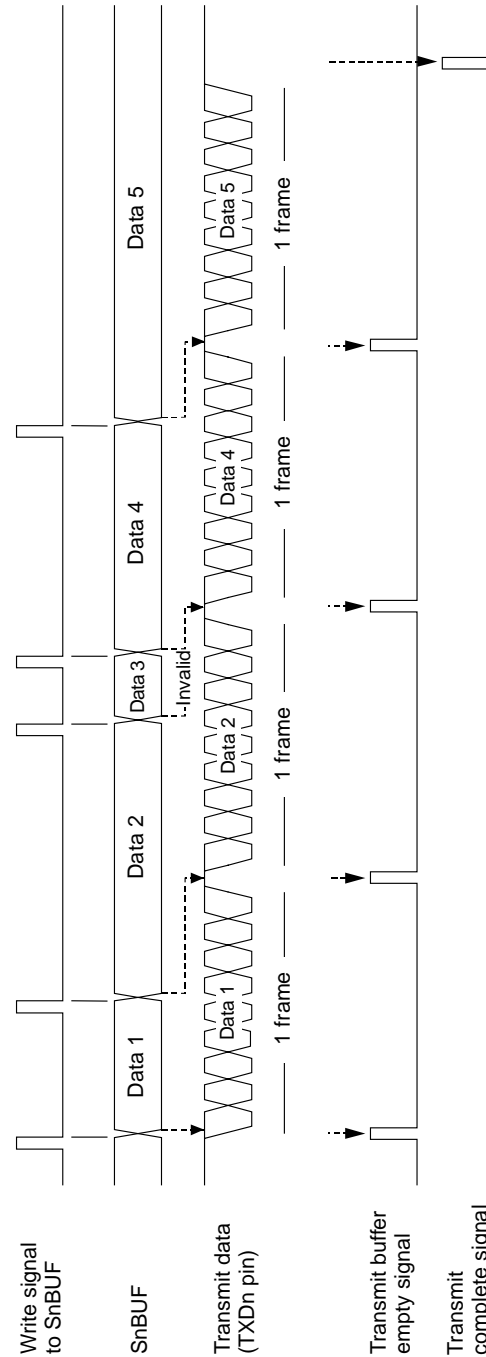 Write signal
to SnBUF
SnBUF
Data 1
Data 2
Data 3
Data 4
Data 5
Invalid
Transmit data
(TXDn pin)
Data 1
Data 2
Data 4
Data 5
1 frame
1 frame
1 frame
1 frame
Transmit buffer
empty signal
Transmit
complete signal